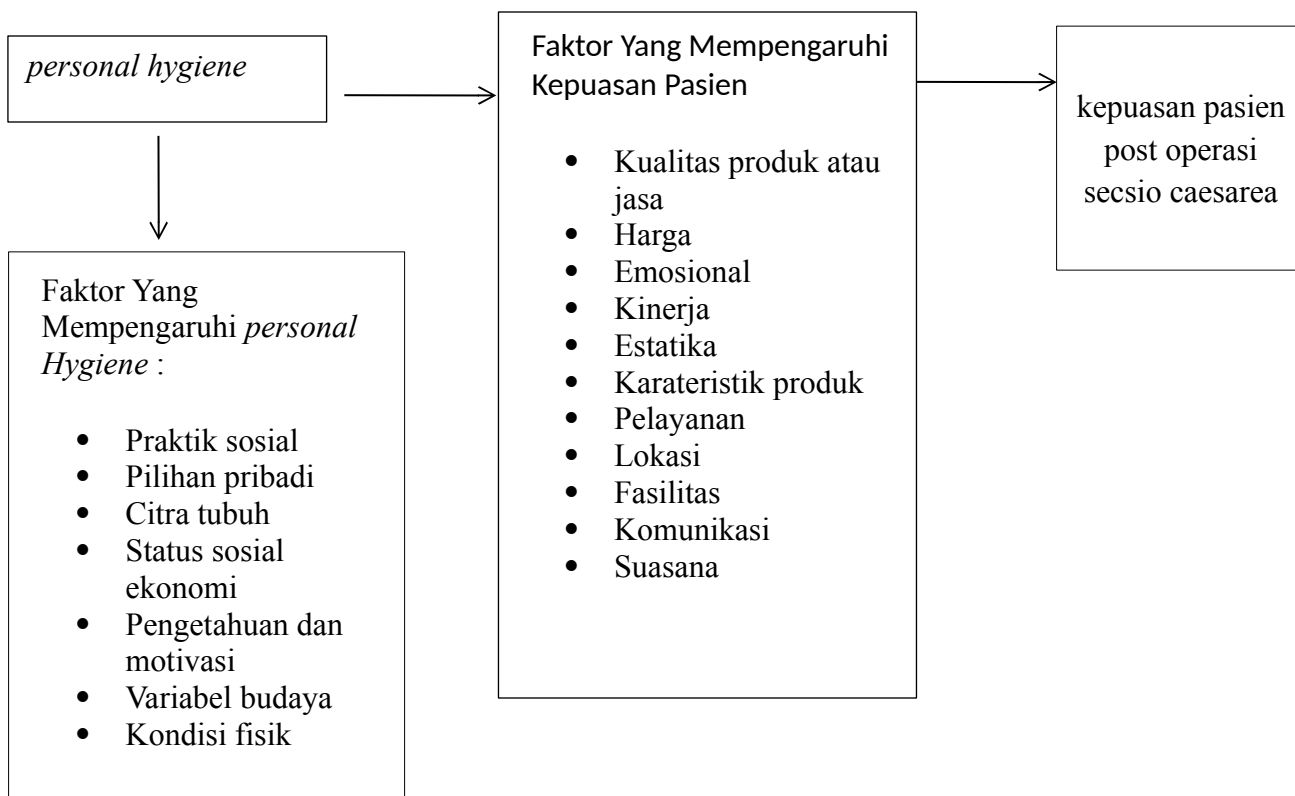 personal hygiene
Faktor Yang
Mempengaruhi personal
Hygiene :
Praktik sosial
Pilihan pribadi
Citra tubuh
Status sosial
ekonomi
Pengetahuan dan
motivasi
Variabel budaya
Kondisi fisik
Faktor Yang Mempengaruhi
Kepuasan Pasien
Kualitas produk atau
jasa
Harga
Emosional
Kinerja
Estatika
Karateristik produk
Pelayanan
Lokasi
Fasilitas
Komunikasi
Suasana
kepuasan pasien
post operasi
secsio caesarea